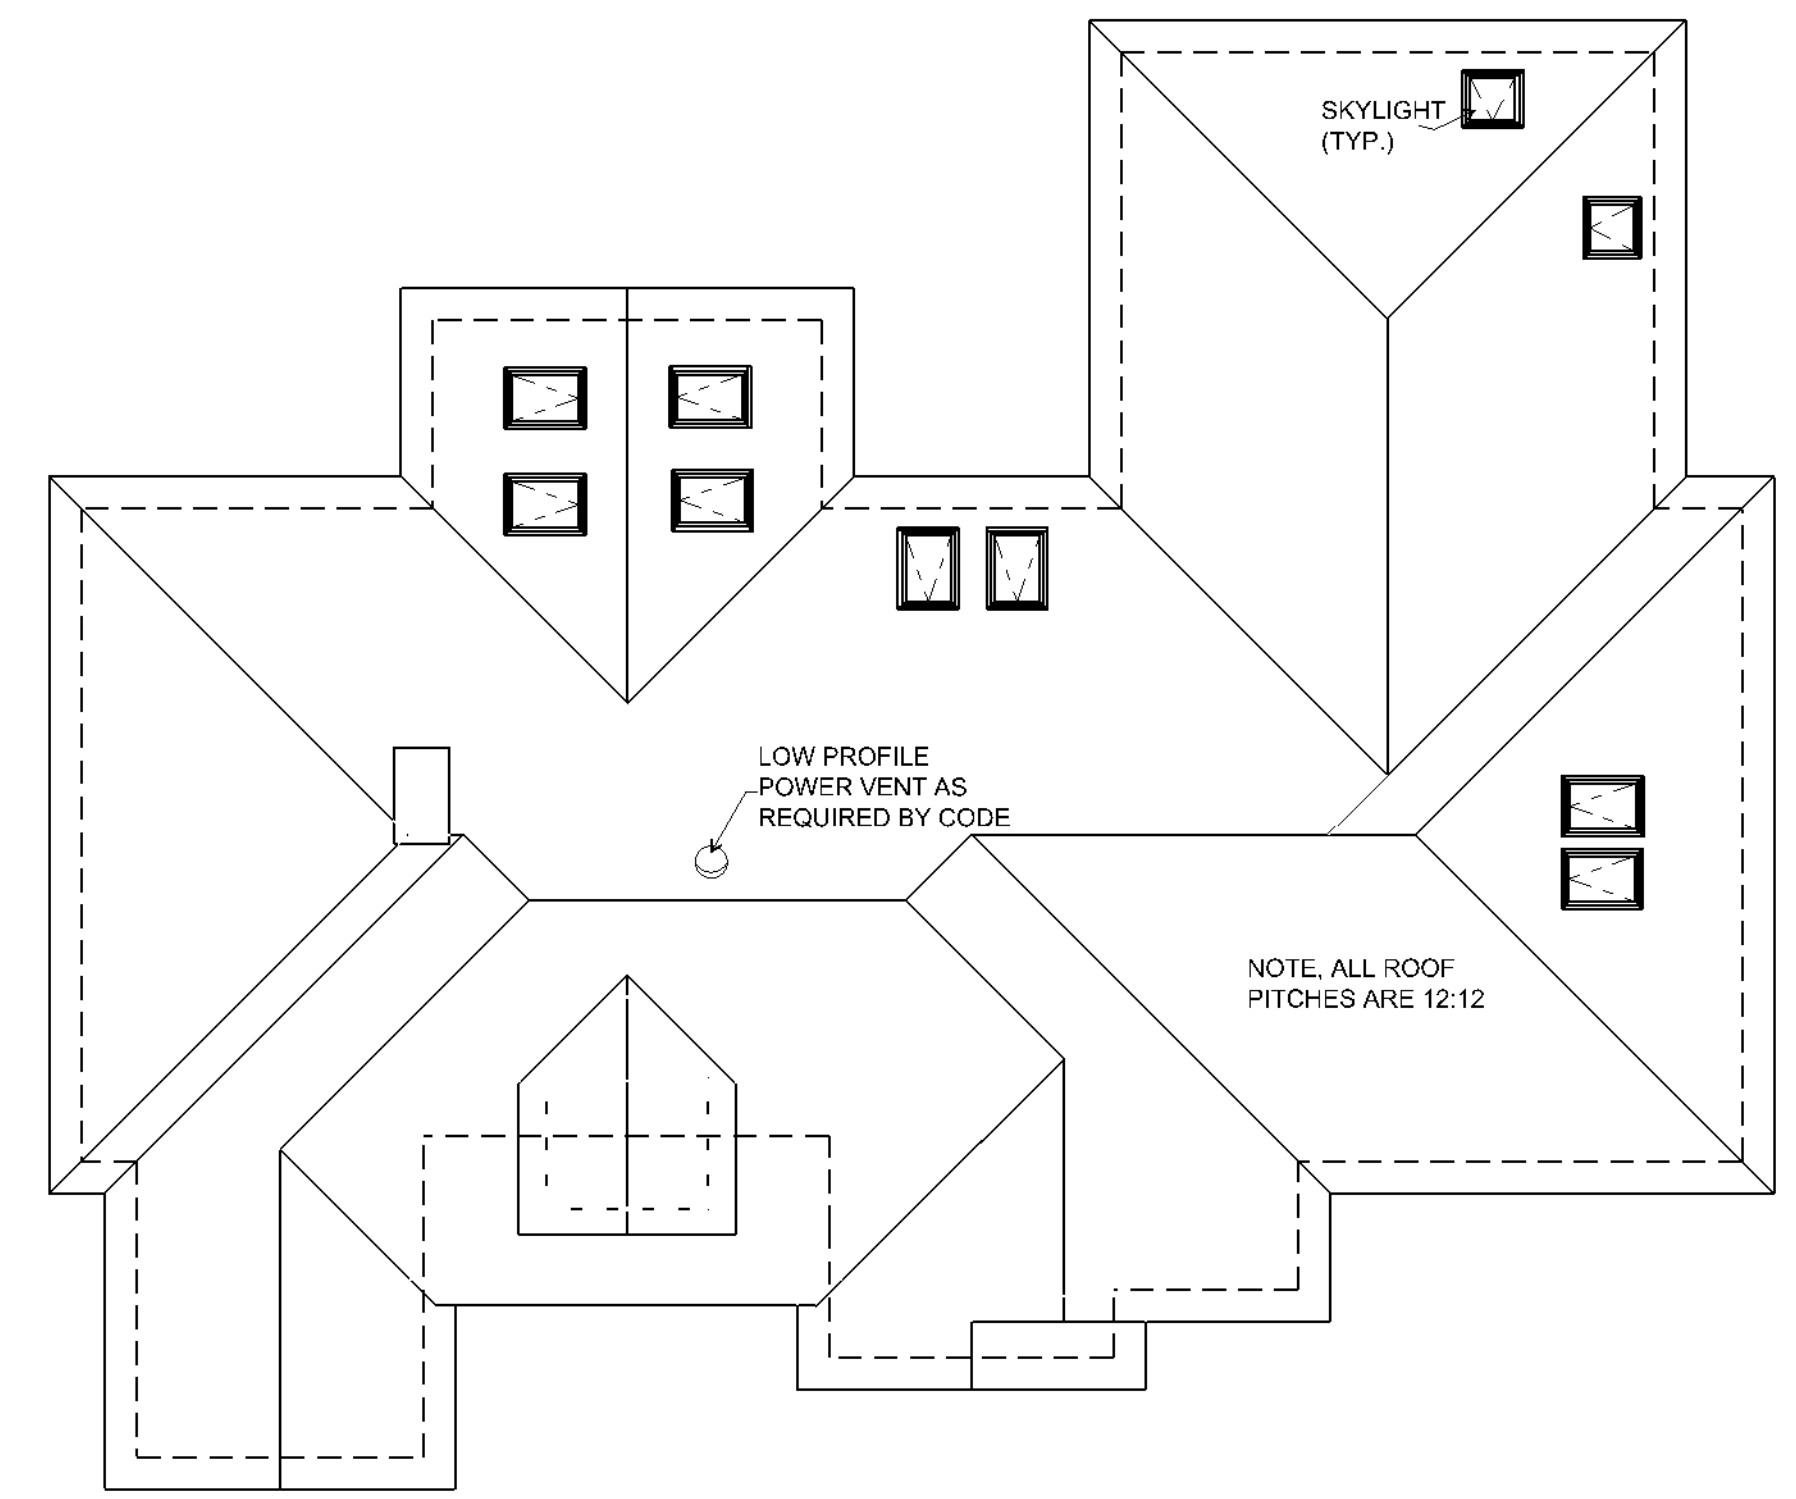 SKYLIGHT
(TYP.)
LOW PROFILE
POWER VENT AS
REQUIRED BY CODE
NOTE, ALL ROOF
PITCHES ARE 12:12